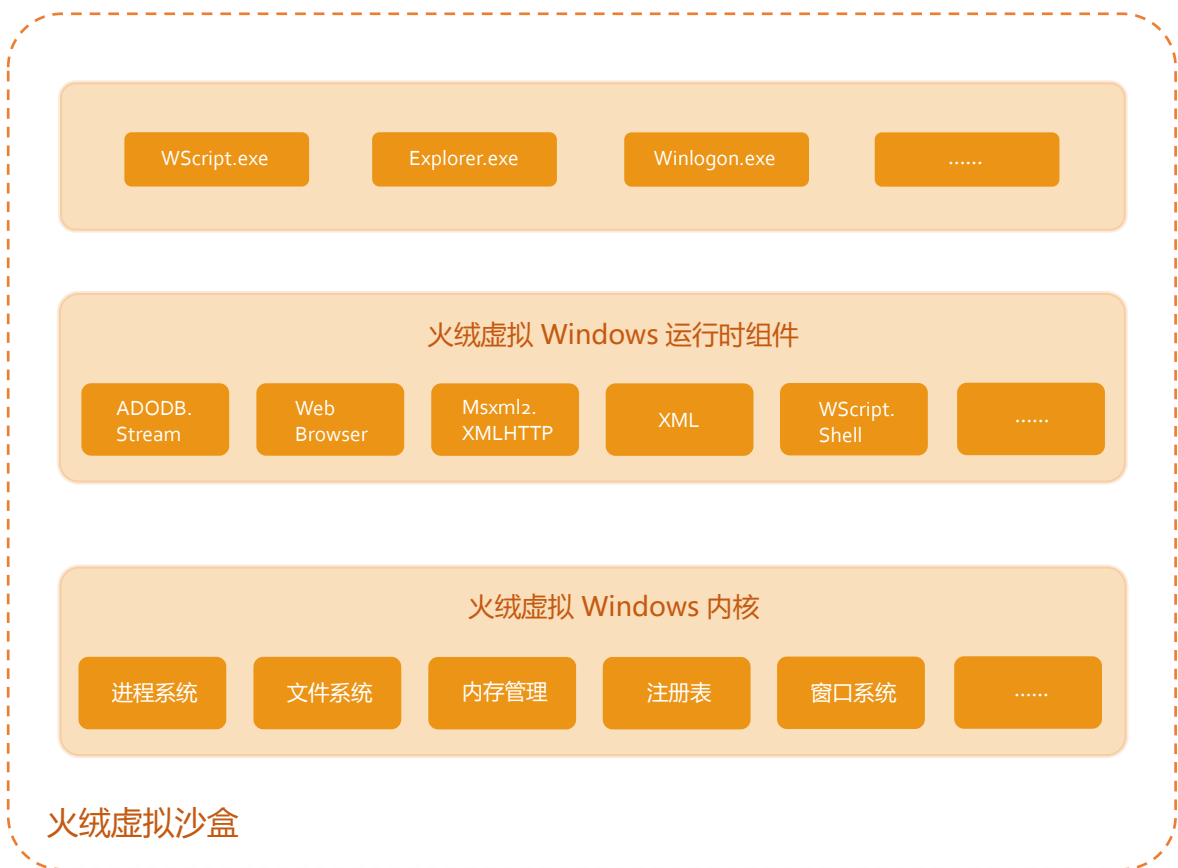 WScript.exe
Explorer.exe
Winlogon.exe
......
火绒虚拟 Windows 运行时组件
ADODB.
Stream
Web
Browser
Msxml2.
XMLHTTP
XML
WScript.
Shell
......
火绒虚拟 Windows 内核
进程系统
文件系统
内存管理
注册表
窗口系统
......
火绒虚拟沙盒